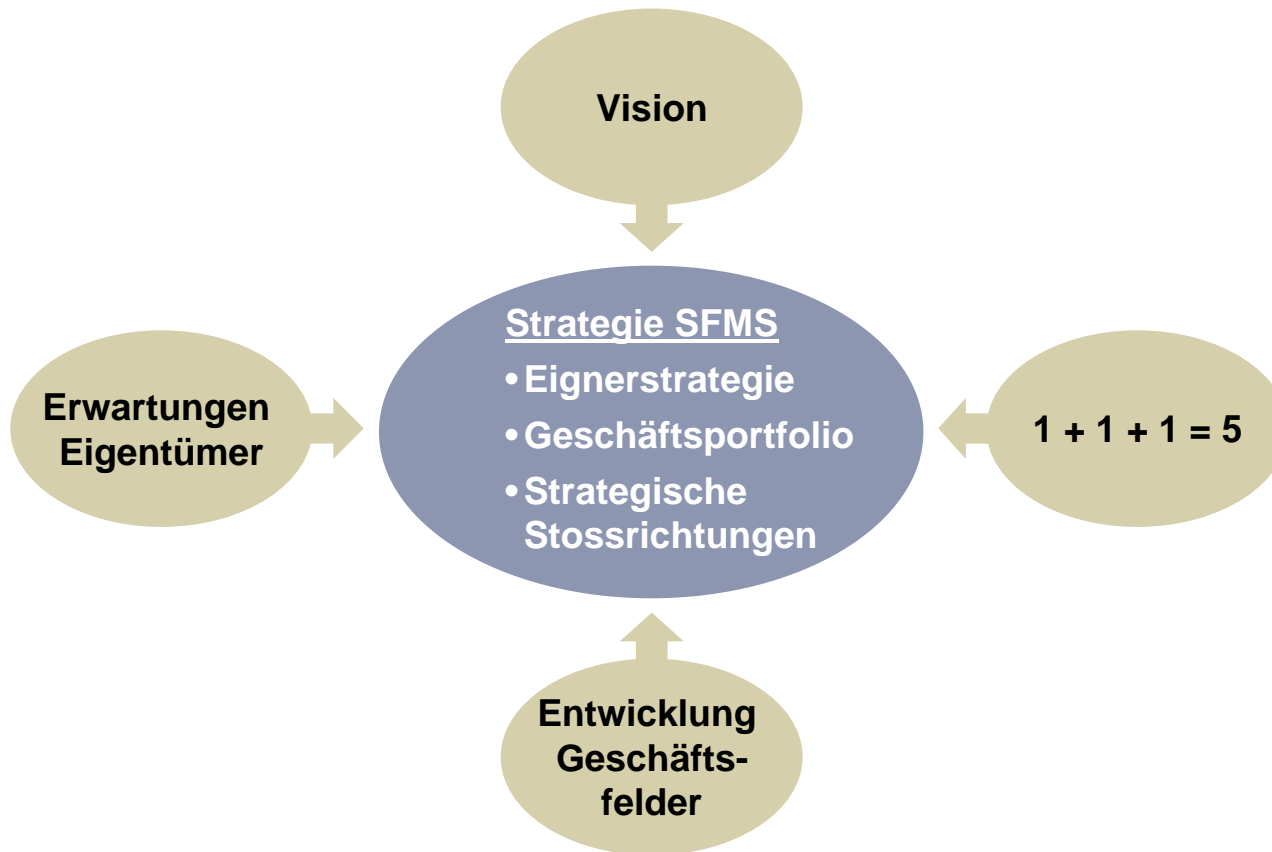 Vision
Strategie SFMS
• Eignerstrategie
• Geschäftsportfolio
• Strategische
Stossrichtungen
Erwartungen
Eigentümer
1 + 1 + 1 = 5
Entwicklung
Geschäfts-
felder